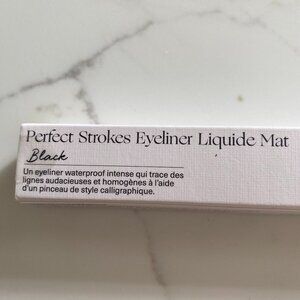 Perfect Strokes Eyeliner Liquide Mat
Black
Un eyeliner waterproof intense qui trace des
lignes audacieuses et homogènes à l'aide
d'un pinceau de style calligraphique.